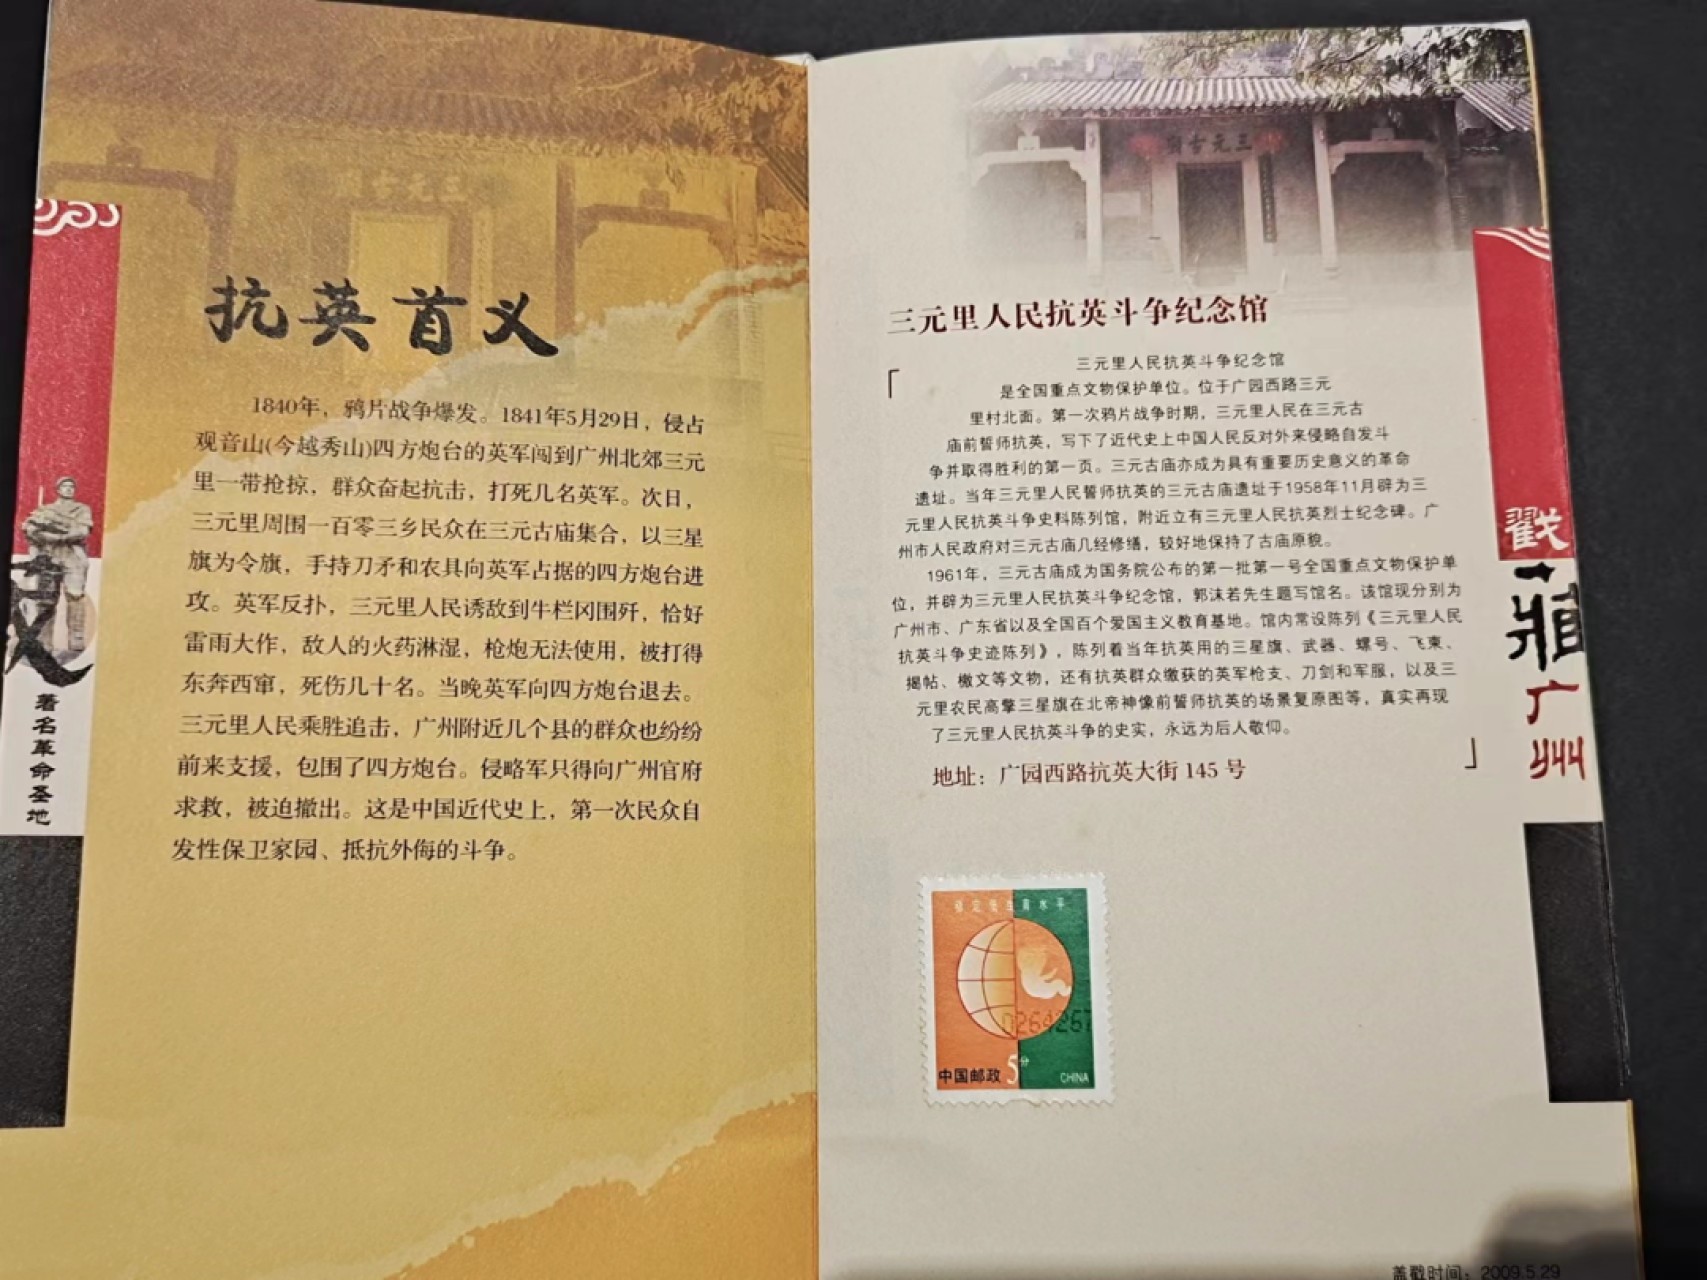 三元古廟
抗英首义
1840年，鸦片战争爆发。1841年5月29日，侵占
观音山(今越秀山)四方炮台的英军闯到广州北郊三元
里一带抢掠，群众奋起抗击，打死几名英军。次日，
三元里周围一百零三乡民众在三元古庙集合，以三星
旗为令旗，手持刀矛和农具向英军占据的四方炮台进
攻。英军反扑，三元里人民诱敌到牛栏冈围歼，恰好
雷雨大作，敌人的火药淋湿，枪炮无法使用，被打得
东奔西窜，死伤几十名。当晚英军向四方炮台退去。
三元里人民乘胜追击，广州附近几个县的群众也纷纷
前来支援，包围了四方炮台。侵略军只得向广州官府
求救，被迫撤出。这是中国近代史上，第一次民众自
发性保卫家园、抵抗外侮的斗争。
著名革命圣地
三元古廟
三元里人民抗英斗争纪念馆
三元里人民抗英斗争纪念馆
是全国重点文物保护单位。位于广园西路三元
里村北面。第一次鸦片战争时期，三元里人民在三元古
庙前誓师抗英，写下了近代史上中国人民反对外来侵略自发斗
争并取得胜利的第一页。三元古庙亦成为具有重要历史意义的革命
遗址。当年三元里人民誓师抗英的三元古庙遗址于1958年11月辟为三
元里人民抗英斗争史料陈列馆，附近立有三元里人民抗英烈士纪念碑。广
州市人民政府对三元古庙几经修缮，较好地保持了古庙原貌。
1961年，三元古庙成为国务院公布的第一批第一号全国重点文物保护单
位，并辟为三元里人民抗英斗争纪念馆，郭沫若先生题写馆名。该馆现分别为
广州市、广东省以及全国百个爱国主义教育基地。馆内常设陈列《三元里人民
抗英斗争史迹陈列》，陈列着当年抗英用的三星旗、武器、螺号、飞柬、
揭帖、檄文等文物，还有抗英群众缴获的英军枪支、刀剑和军服，以及三
元里农民高擎三星旗在北帝神像前誓师抗英的场景复原图等，真实再现
了三元里人民抗英斗争的史实，永远为后人敬仰。
地址：广园西路抗英大街 145 号
戳藏广州
0264267
中国邮政 5分 CHINA
盖戳时间：2009.5.29